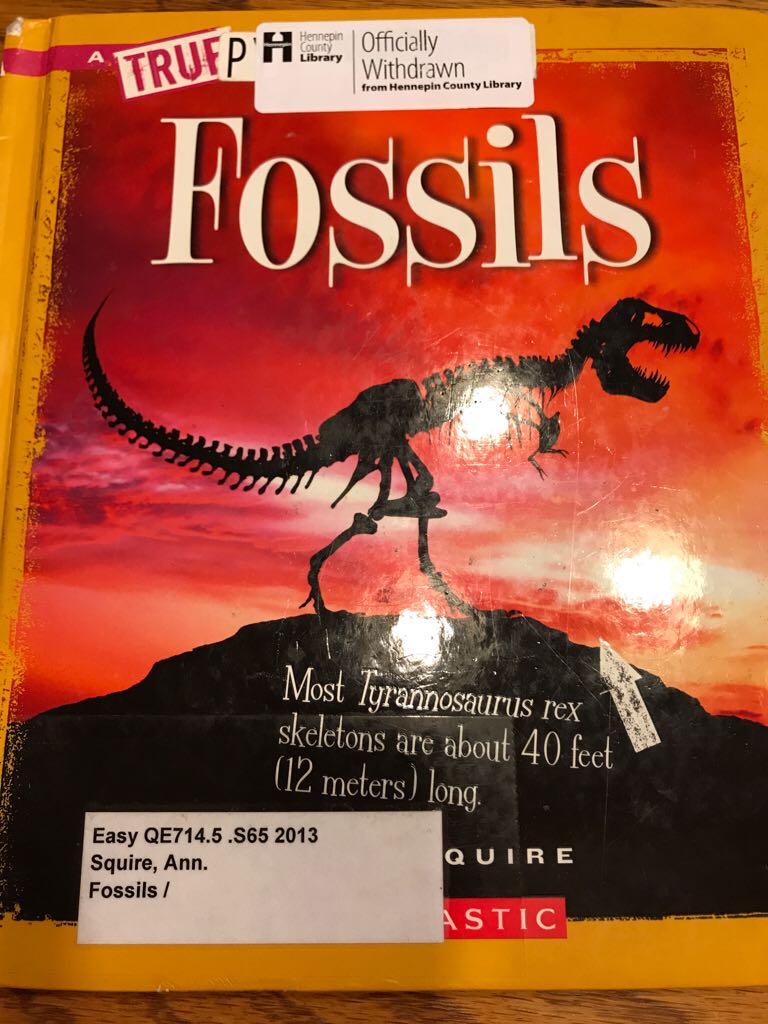 A TRUE
P
Hennepin
Hennepin
County
Library
Officially
Withdrawn
from Hennepin County Library
Fossils
Most Tyrannosaurus rex
skeletons are about 40 feet
(12 meters) long.
Easy QE714.5 .S65 2013
Squire, Ann.
Fossils /
QUIRE
ASTIC